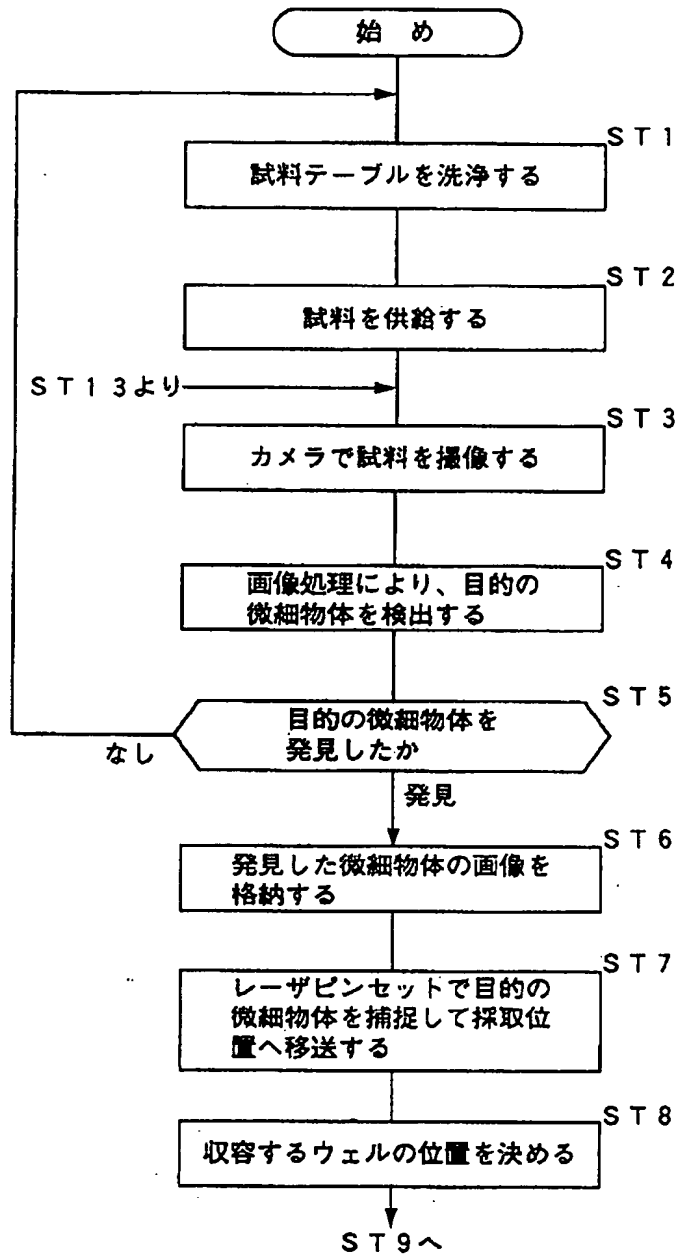 始 め
ST1
試料テーブルを洗浄する
ST2
試料を供給する
ST13より
ST3
カメラで試料を撮像する
ST4
画像処理により、目的の
微細物体を検出する
ST5
目的の微細物体を
発見したか
なし
発見
ST6
発見した微細物体の画像を
格納する
ST7
レーザピンセットで目的の
微細物体を捕捉して採取位
置へ移送する
ST8
収容するウェルの位置を決める
ST9へ